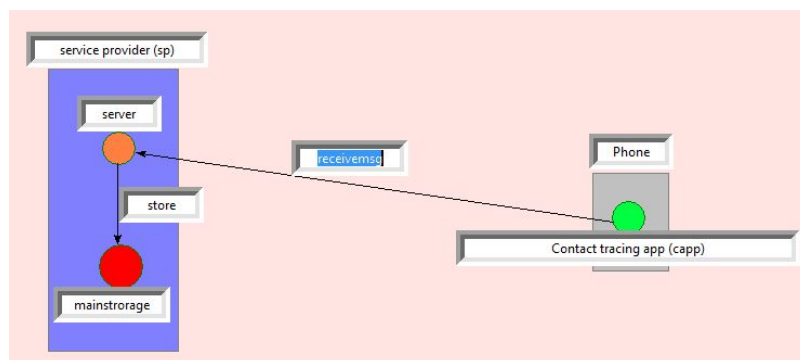 service provider (sp)
server
receivemsg
Phone
store
Contact tracing app (capp)
mainstrorage